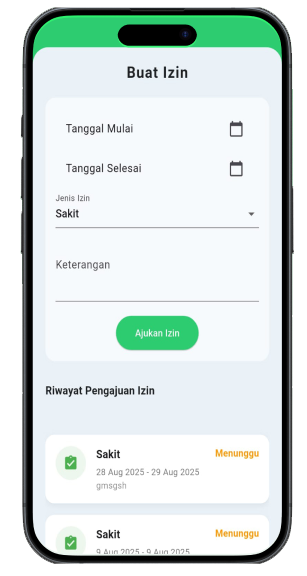 Buat Izin
Tanggal Mulai
Tanggal Selesai
Jenis Izin
Sakit
Keterangan
Ajukan Izin
Riwayat Pengajuan Izin
Sakit
Menunggu
28 Aug 2025 - 29 Aug 2025
gmsgsh
Sakit
Menunggu
9 Aug 2025 - 9 Aug 2025